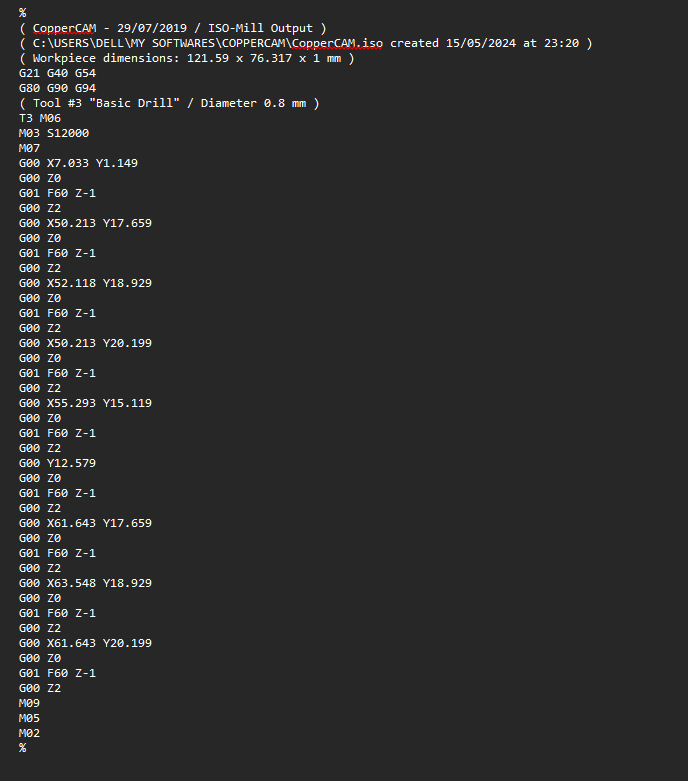 %
( CopperCAM - 29/07/2019 / ISO-Mill Output )
( C:\USERS\DELL\MY SOFTWARES\COPPERCAM\CopperCAM.iso created 15/05/2024 at 23:20 )
( Workpiece dimensions: 121.59 x 76.317 x 1 mm )
G21 G40 G54
G80 G90 G94
( Tool #3 "Basic Drill" / Diameter 0.8 mm )
T3 M06
M03 S12000
M07
G00 X7.033 Y1.149
G00 Z0
G01 F60 Z-1
G00 Z2
G00 X50.213 Y17.659
G00 Z0
G01 F60 Z-1
G00 Z2
G00 X52.118 Y18.929
G00 Z0
G01 F60 Z-1
G00 Z2
G00 X50.213 Y20.199
G00 Z0
G01 F60 Z-1
G00 Z2
G00 X55.293 Y15.119
G00 Z0
G01 F60 Z-1
G00 Z2
G00 Y12.579
G00 Z0
G01 F60 Z-1
G00 Z2
G00 X61.643 Y17.659
G00 Z0
G01 F60 Z-1
G00 Z2
G00 X63.548 Y18.929
G00 Z0
G01 F60 Z-1
G00 Z2
G00 X61.643 Y20.199
G00 Z0
G01 F60 Z-1
G00 Z2
M09
M05
M02
%